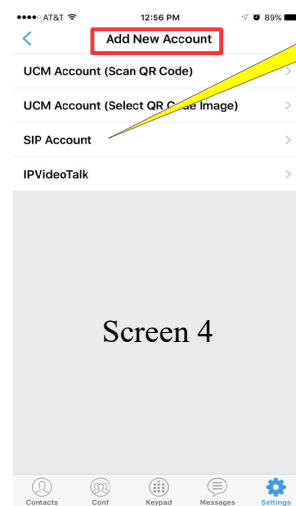 AT&T 12:56 PM 89%
Add New Account
UCM Account (Scan QR Code)
UCM Account (Select QR Code Image)
SIP Account
IPVideoTalk
Screen 4
Contacts Conf Keypad Messages Settings